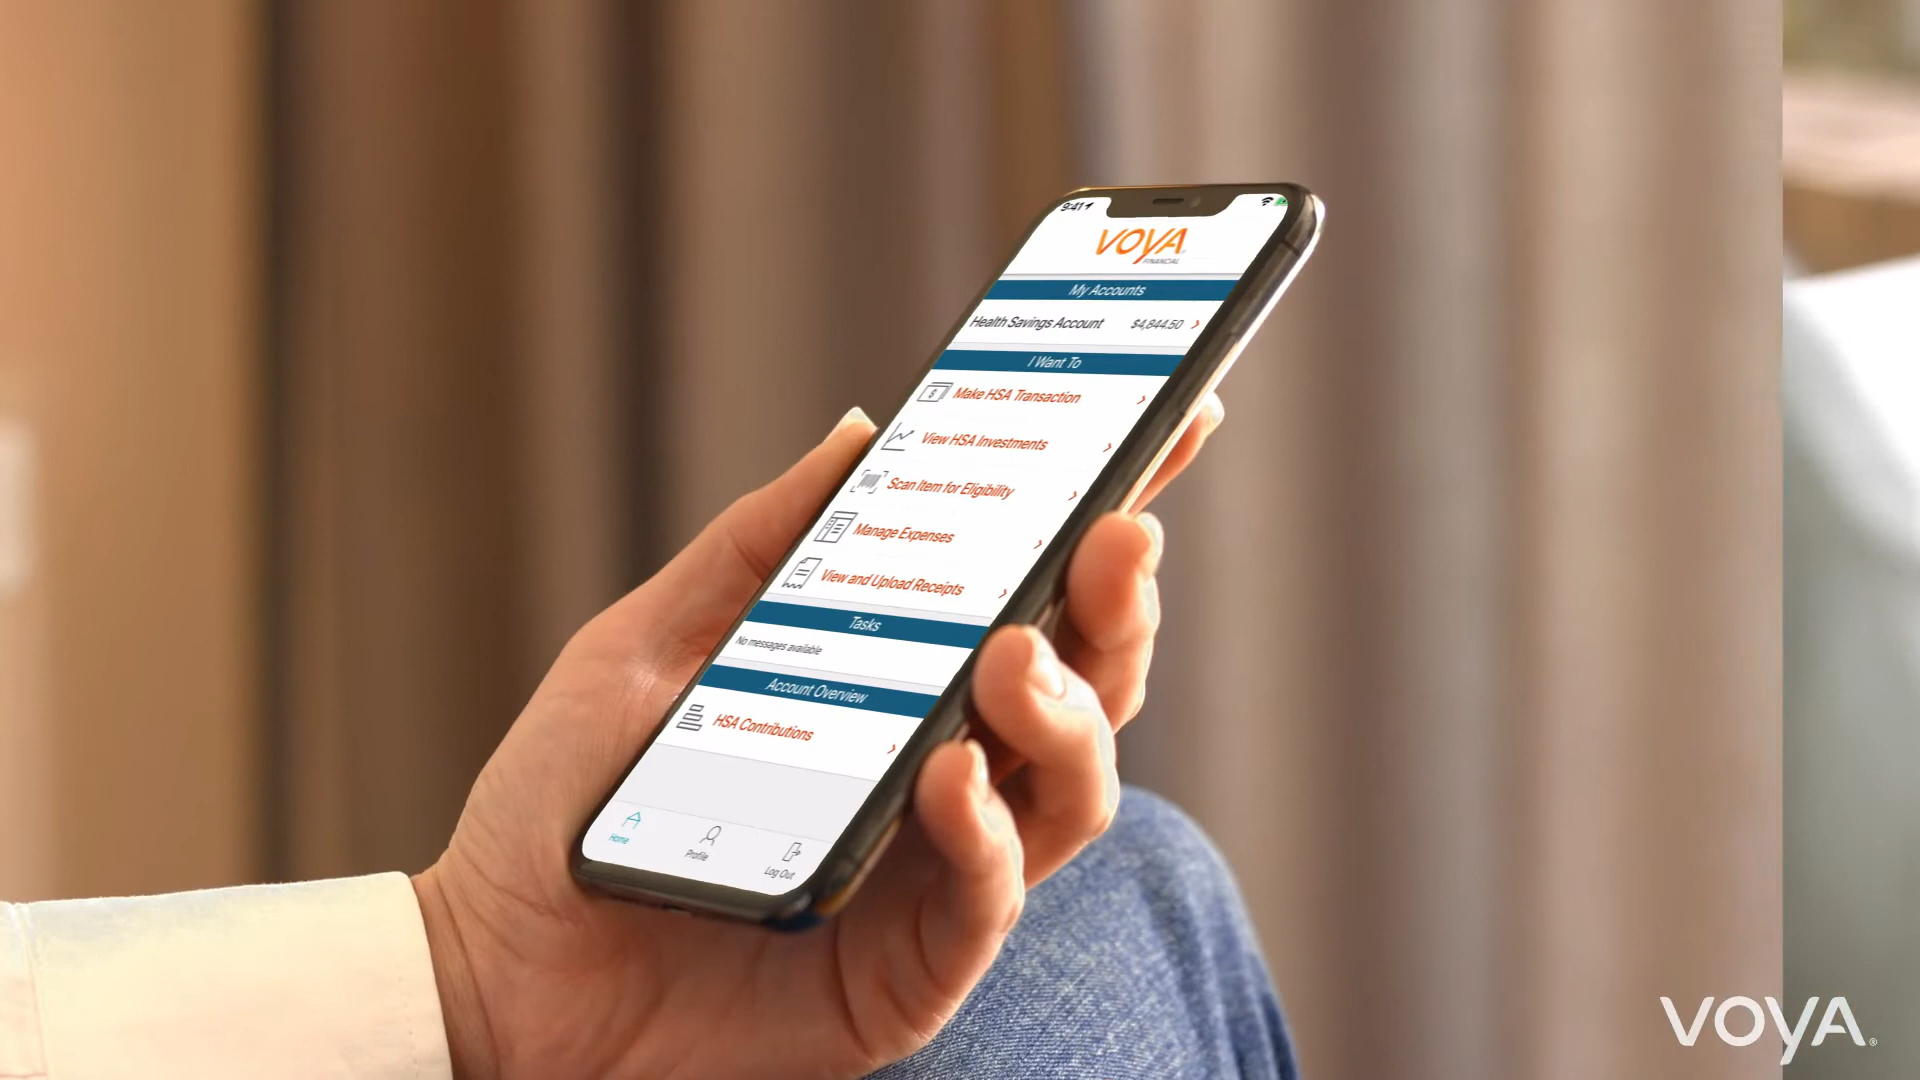 9:41
VOYA
FINANCIAL
My Accounts
Health Savings Account $4,844.50
I Want To
Make HSA Transaction
View HSA Investments
Scan Item for Eligibility
Manage Expenses
View and Upload Receipts
Tasks
No messages available
Account Overview
HSA Contributions
Home Profile Log Out
VOYA®